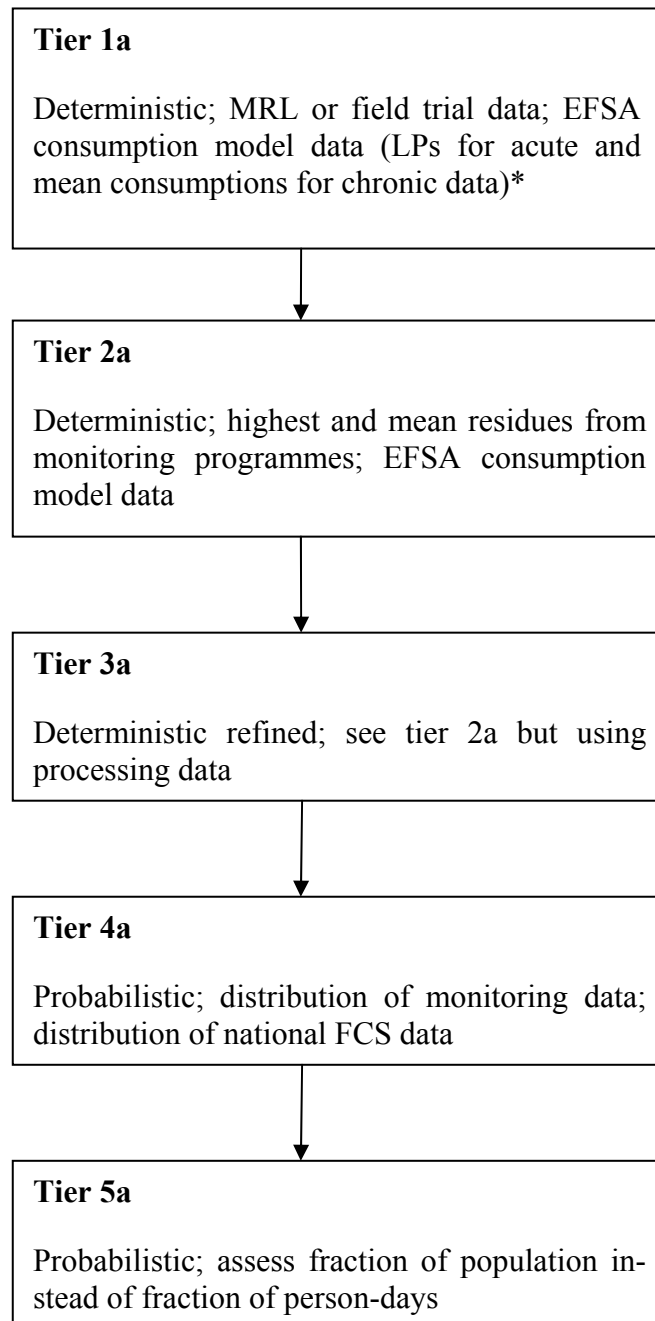 Tier 1a
Deterministic; MRL or field trial data; EFSA
consumption model data (LPs for acute and
mean consumptions for chronic data)*
Tier 2a
Deterministic; highest and mean residues from
monitoring programmes; EFSA consumption
model data
Tier 3a
Deterministic refined; see tier 2a but using
processing data
Tier 4a
Probabilistic; distribution of monitoring data;
distribution of national FCS data
Tier 5a
Probabilistic; assess fraction of population in-
stead of fraction of person-days